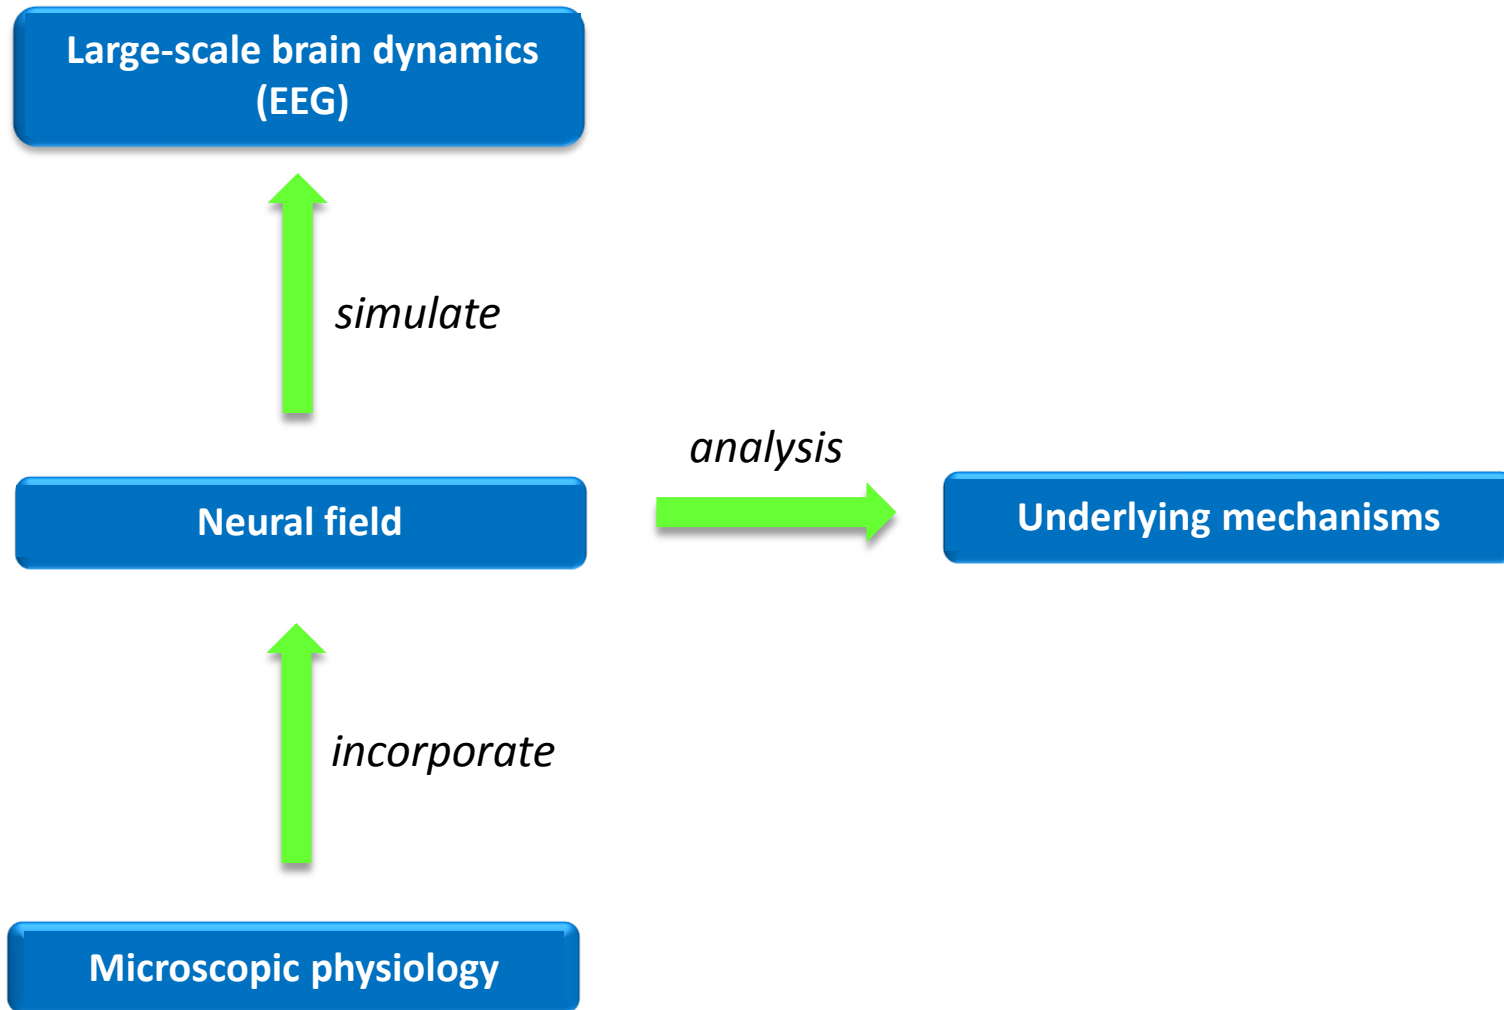 Large-scale brain dynamics
(EEG)
simulate
analysis
Neural field
Underlying mechanisms
incorporate
Microscopic physiology